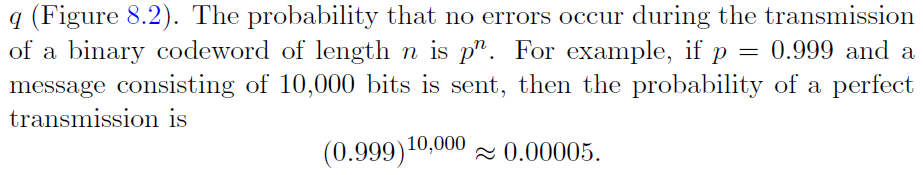 q (Figure 8.2). The probability that no errors occur during the transmission
of a binary codeword of length n is pⁿ. For example, if p = 0.999 and a
message consisting of 10,000 bits is sent, then the probability of a perfect
transmission is
(0.999)^{10,000} ≈ 0.00005.